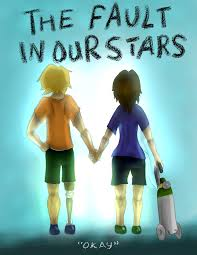 THE FAULT
IN OUR STARS
"OKAY"